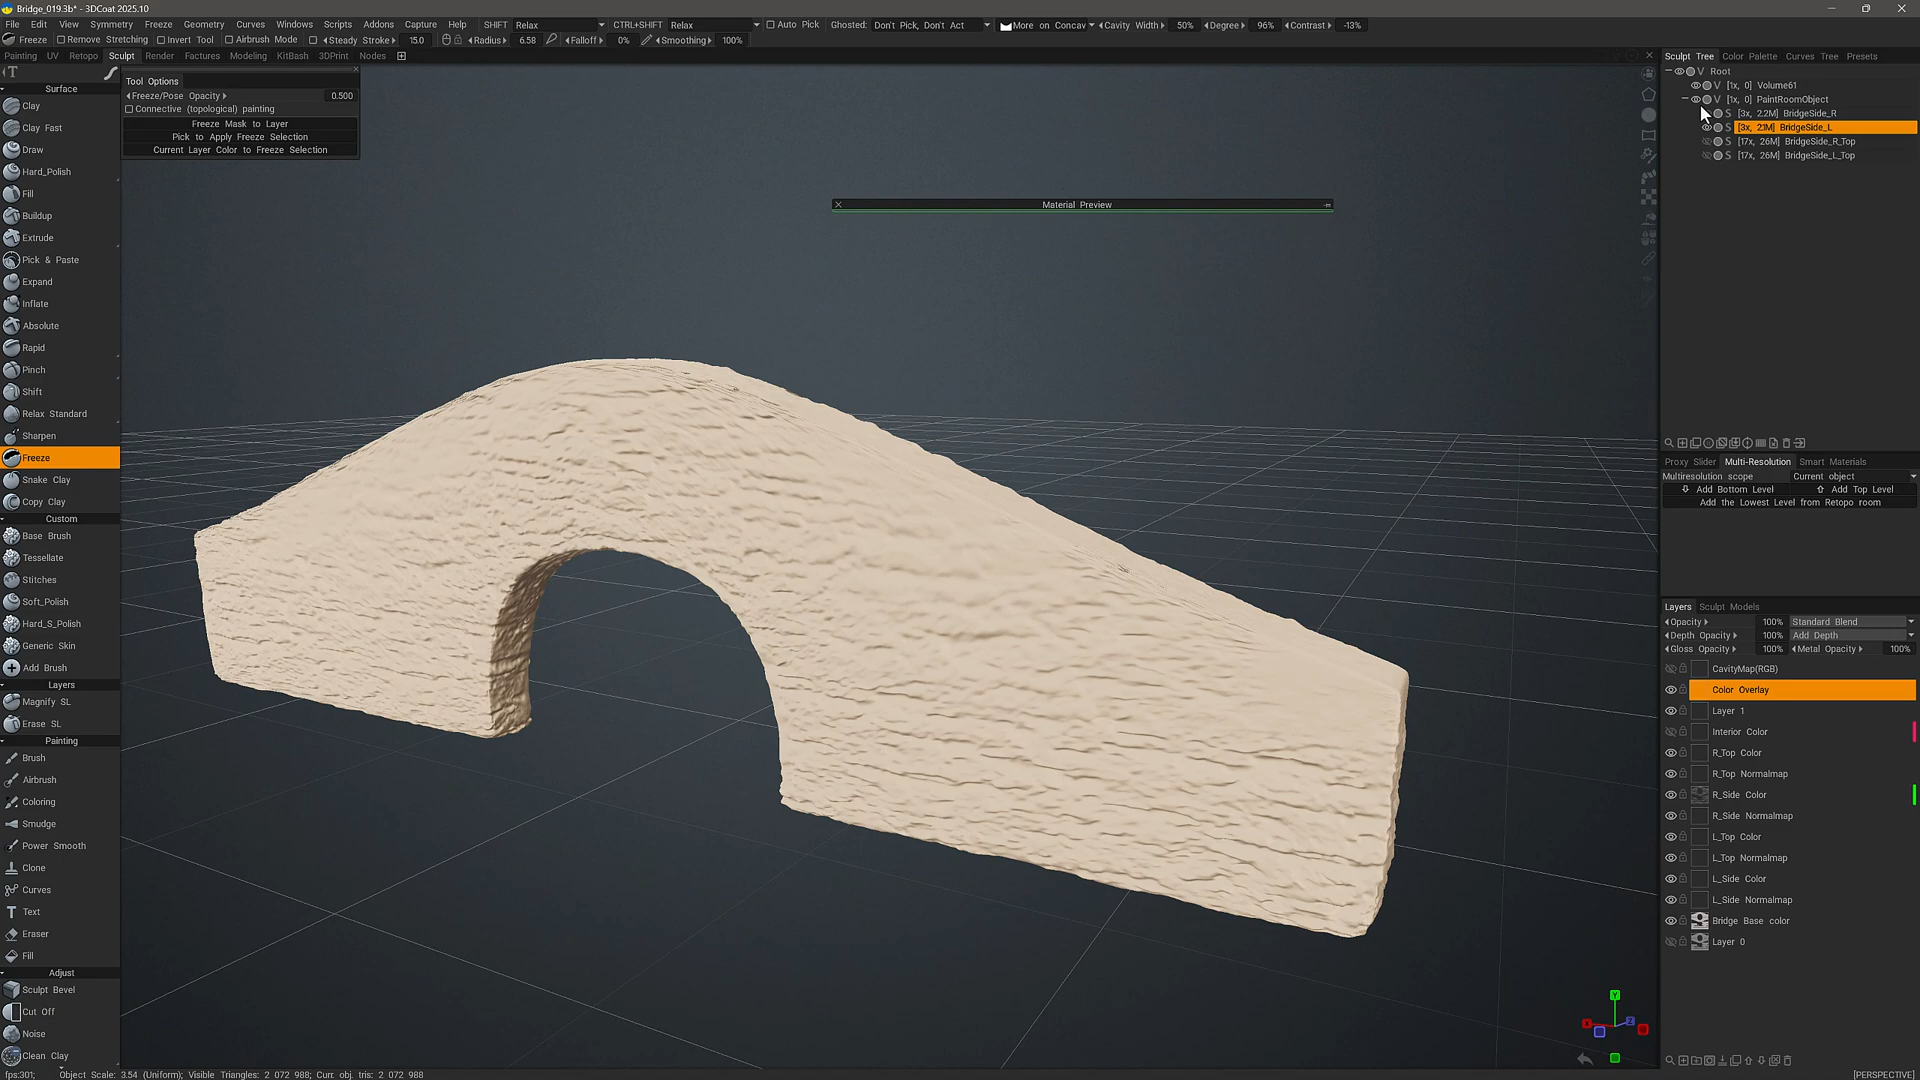 Bridge_019.3b* - 3DCoat 2025.10
File Edit View Symmetry Freeze Geometry Curves Windows Scripts Addons Capture Help Bridge SHIFT Relax CTRL+SHIFT Relax Auto Pick Ghosted: Don't Pick, Don't Act More on Concav Cavity Width 50% Degree 96% Contrast -13%
Freeze Remove Stretching Invert Tool Airbrush Mode Steady Stroke 15.0 Radius 6.58 Falloff 0% Smoothing 100%
Painting UV Retopo Sculpt Render Factures Modeling KitBash 3DPrint Nodes
Surface
Clay
Clay Fast
Draw
Hard_Polish
Fill
Buildup
Extrude
Pick & Paste
Expand
Inflate
Absolute
Rapid
Pinch
Shift
Relax Standard
Sharpen
Freeze
Snake Clay
Copy Clay
Custom
Base Brush
Tessellate
Stitches
Soft_Polish
Hard_S_Polish
Generic Skin
Add Brush
Layers
Magnify SL
Erase SL
Painting
Brush
Airbrush
Coloring
Smudge
Power Smooth
Clone
Curves
Text
Eraser
Fill
Adjust
Sculpt Bevel
Cut Off
Noise
Clean Clay
Tool Options
Freeze/Pose Opacity 0.500
Connective (topological) painting
Freeze Mask to Layer
Pick to Apply Freeze Selection
Current Layer Color to Freeze Selection
Material Preview
Sculpt Tree Color Palette Curves Tree Presets
V Root
V [1x, 0] Volume61
V [1x, 0] PaintRoomObject
S [3x, 2.2M] BridgeSide_R
S [3x, 2.1M] BridgeSide_L
S [17x, 26M] BridgeSide_R_Top
S [17x, 26M] BridgeSide_L_Top
Proxy Slider Multi-Resolution Smart Materials
Multiresolution scope Current object
Add Bottom Level Add Top Level
Add the Lowest Level from Retopo room
Layers Sculpt Models
Opacity 100% Standard Blend
Depth Opacity 100% Add Depth
Gloss Opacity 100% Metal Opacity 100%
CavityMap(RGB)
Color Overlay
Layer 1
Interior Color
R_Top Color
R_Top Normalmap
R_Side Color
R_Side Normalmap
L_Top Color
L_Top Normalmap
L_Side Color
L_Side Normalmap
Bridge Base color
Layer 0
Y
X
Z
fps:301; Object Scale: 3.54 (Uniform); Visible Triangles: 2 072 988; Curr. obj. tris: 2 072 988
[PERSPECTIVE]